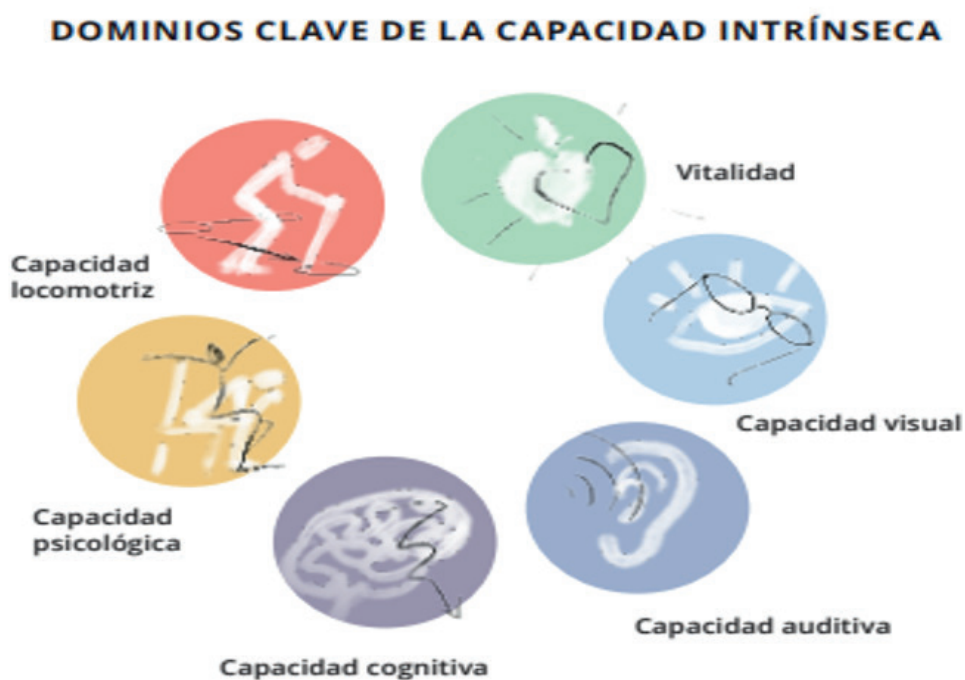 DOMINIOS CLAVE DE LA CAPACIDAD INTRÍNSECA
Vitalidad
Capacidad
locomotriz
Capacidad visual
Capacidad
psicológica
Capacidad auditiva
Capacidad cognitiva